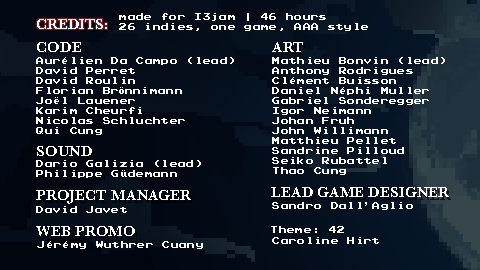 CREDITS:
made for I3jam | 46 hours
26 indies, one game, AAA style
CODE
Aurélien Da Campo (lead)
David Perret
David Roulin
Florian Brönnimann
Joël Lauener
Karim Cheurfi
Nicolas Schluchter
Qui Cung
SOUND
Dario Galizia (lead)
Philippe Güdemann
PROJECT MANAGER
David Javet
WEB PROMO
Jérémy Wuthrer Cuany
ART
Mathieu Bonvin (lead)
Anthony Rodrigues
Clément Buisson
Daniel Néphi Muller
Gabriel Sonderegger
Igor Neimann
Johan Fruh
John Willimann
Matthieu Pellet
Sandrine Pilloud
Seiko Rubattel
Thao Cung
LEAD GAME DESIGNER
Sandro Dall'Aglio
Theme: 42
Caroline Hirt